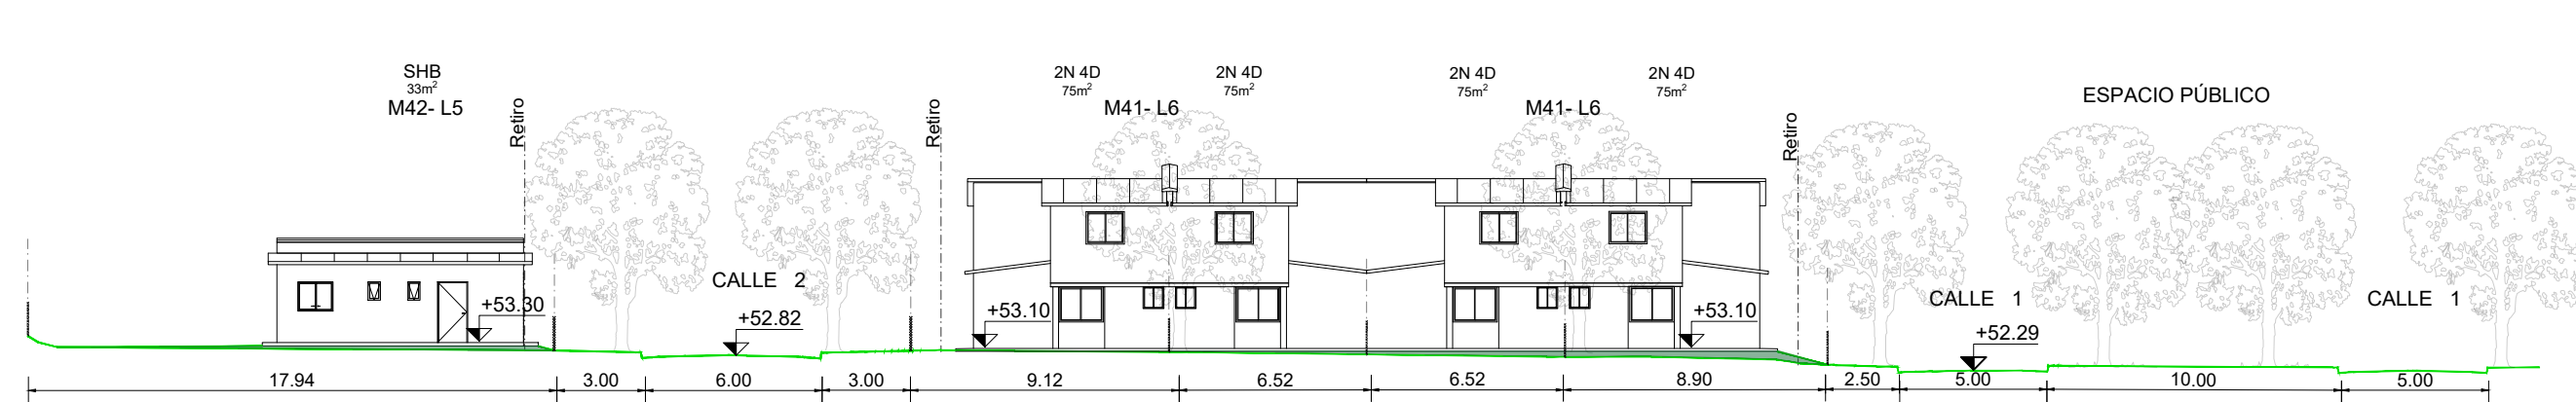 SHB
33m²
M42- L5
Retiro
Retiro
2N 4D
75m²
2N 4D
75m²
M41- L6
2N 4D
75m²
2N 4D
75m²
M41- L6
Retiro
ESPACIO PÚBLICO
+53.30
CALLE 2
+52.82
+53.10
+53.10
CALLE 1
+52.29
CALLE 1
17.94
3.00
6.00
3.00
9.12
6.52
6.52
8.90
2.50
5.00
10.00
5.00